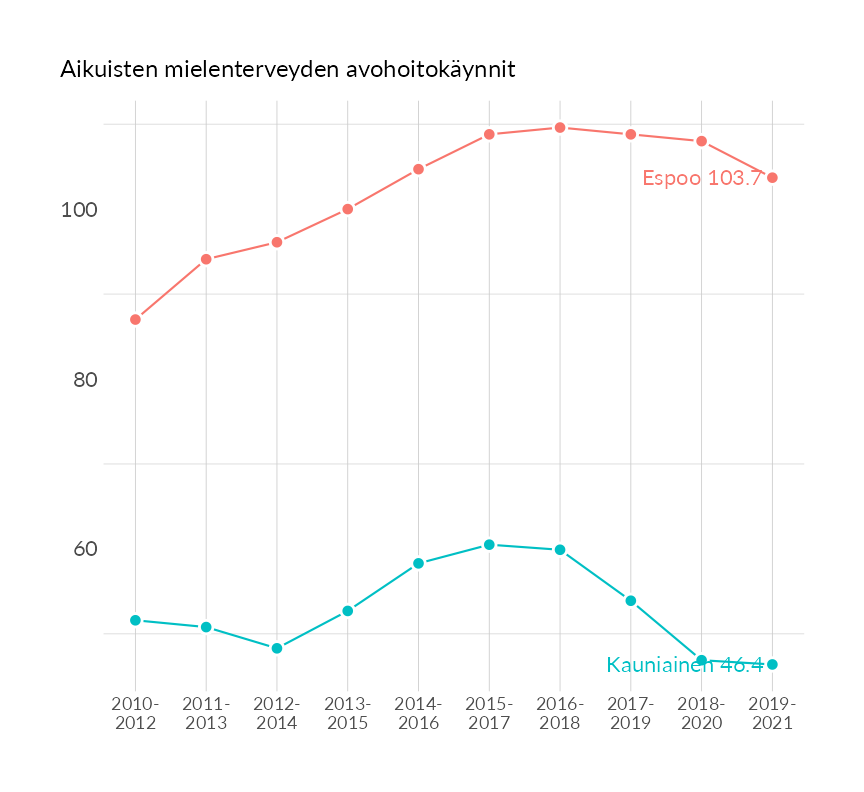 Aikuisten mielenterveyden avohoitokäynnit
Espoo 103.7
100
80
60
Kauniainen 46.4
2010- 2011- 2012- 2013- 2014- 2015- 2016- 2017- 2018- 2019-
2012 2013 2014 2015 2016 2017 2018 2019 2020 2021